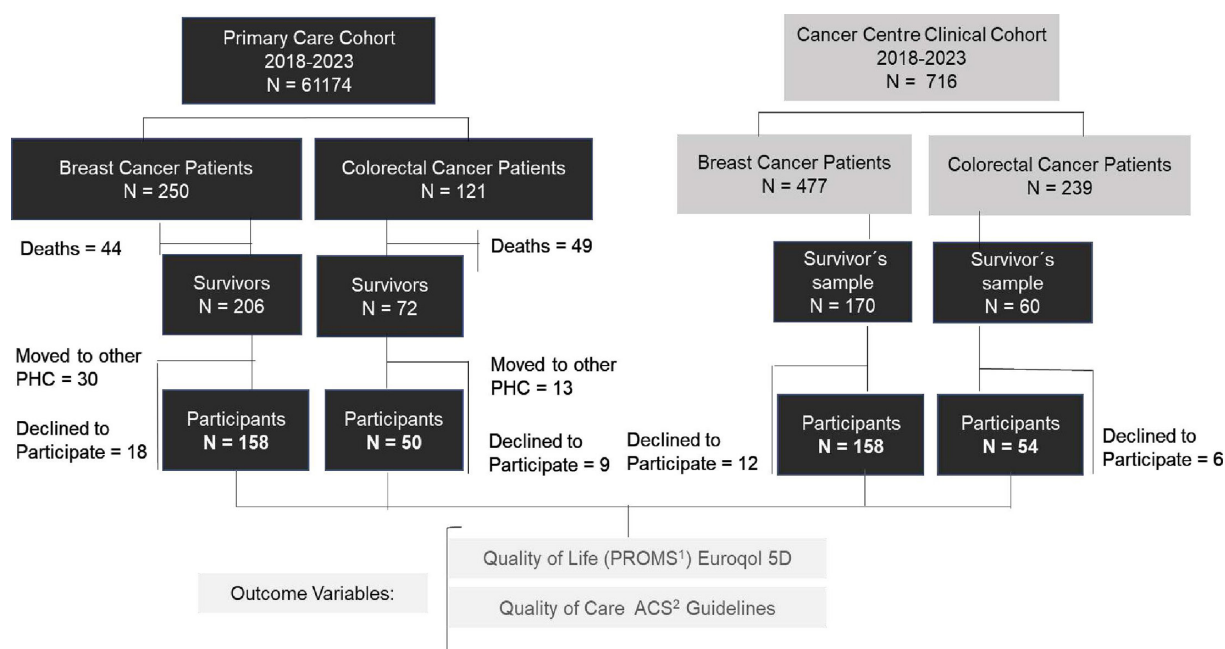 Primary Care Cohort
2018-2023
N = 61174
Cancer Centre Clinical Cohort
2018-2023
N = 716
Breast Cancer Patients
N = 250
Colorectal Cancer Patients
N = 121
Breast Cancer Patients
N = 477
Colorectal Cancer Patients
N = 239
Deaths = 44
Deaths = 49
Survivors
N = 206
Survivors
N = 72
Survivor´s
sample
N = 170
Survivor´s
sample
N = 60
Moved to other
PHC = 30
Moved to other
PHC = 13
Declined to
Participate = 18
Participants
N = 158
Participants
N = 50
Declined to
Participate = 9
Declined to
Participate = 12
Participants
N = 158
Participants
N = 54
Declined to
Participate = 6
Outcome Variables:
Quality of Life (PROMS¹) Euroqol 5D
Quality of Care ACS² Guidelines